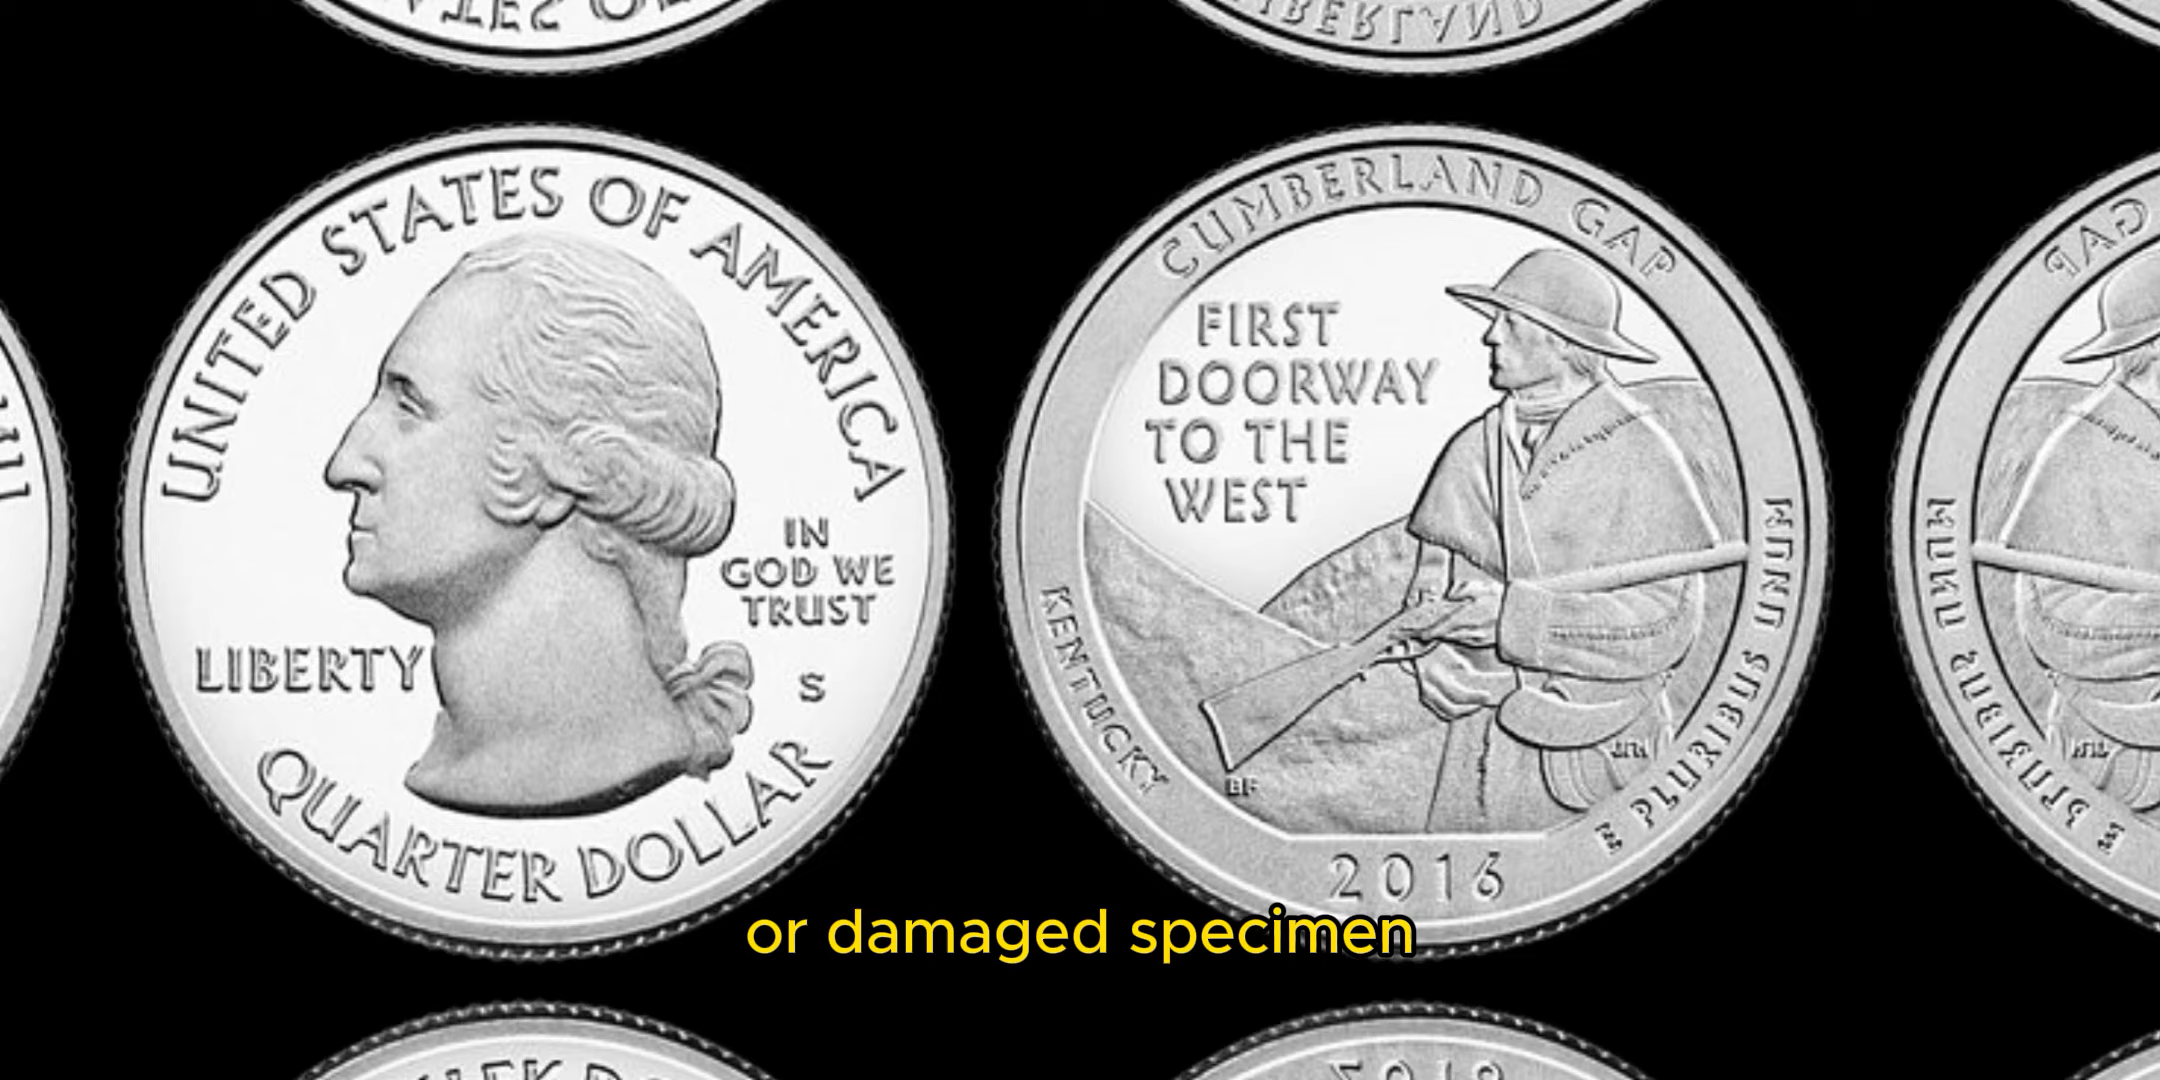 UNITED STATES OF AMERICA
IN
GOD WE
TRUST
LIBERTY
S
QUARTER DOLLAR
CUMBERLAND GAP
FIRST
DOORWAY
TO THE
WEST
KENTUCKY
E PLURIBUS UNUM
BF
2016
or damaged specimen